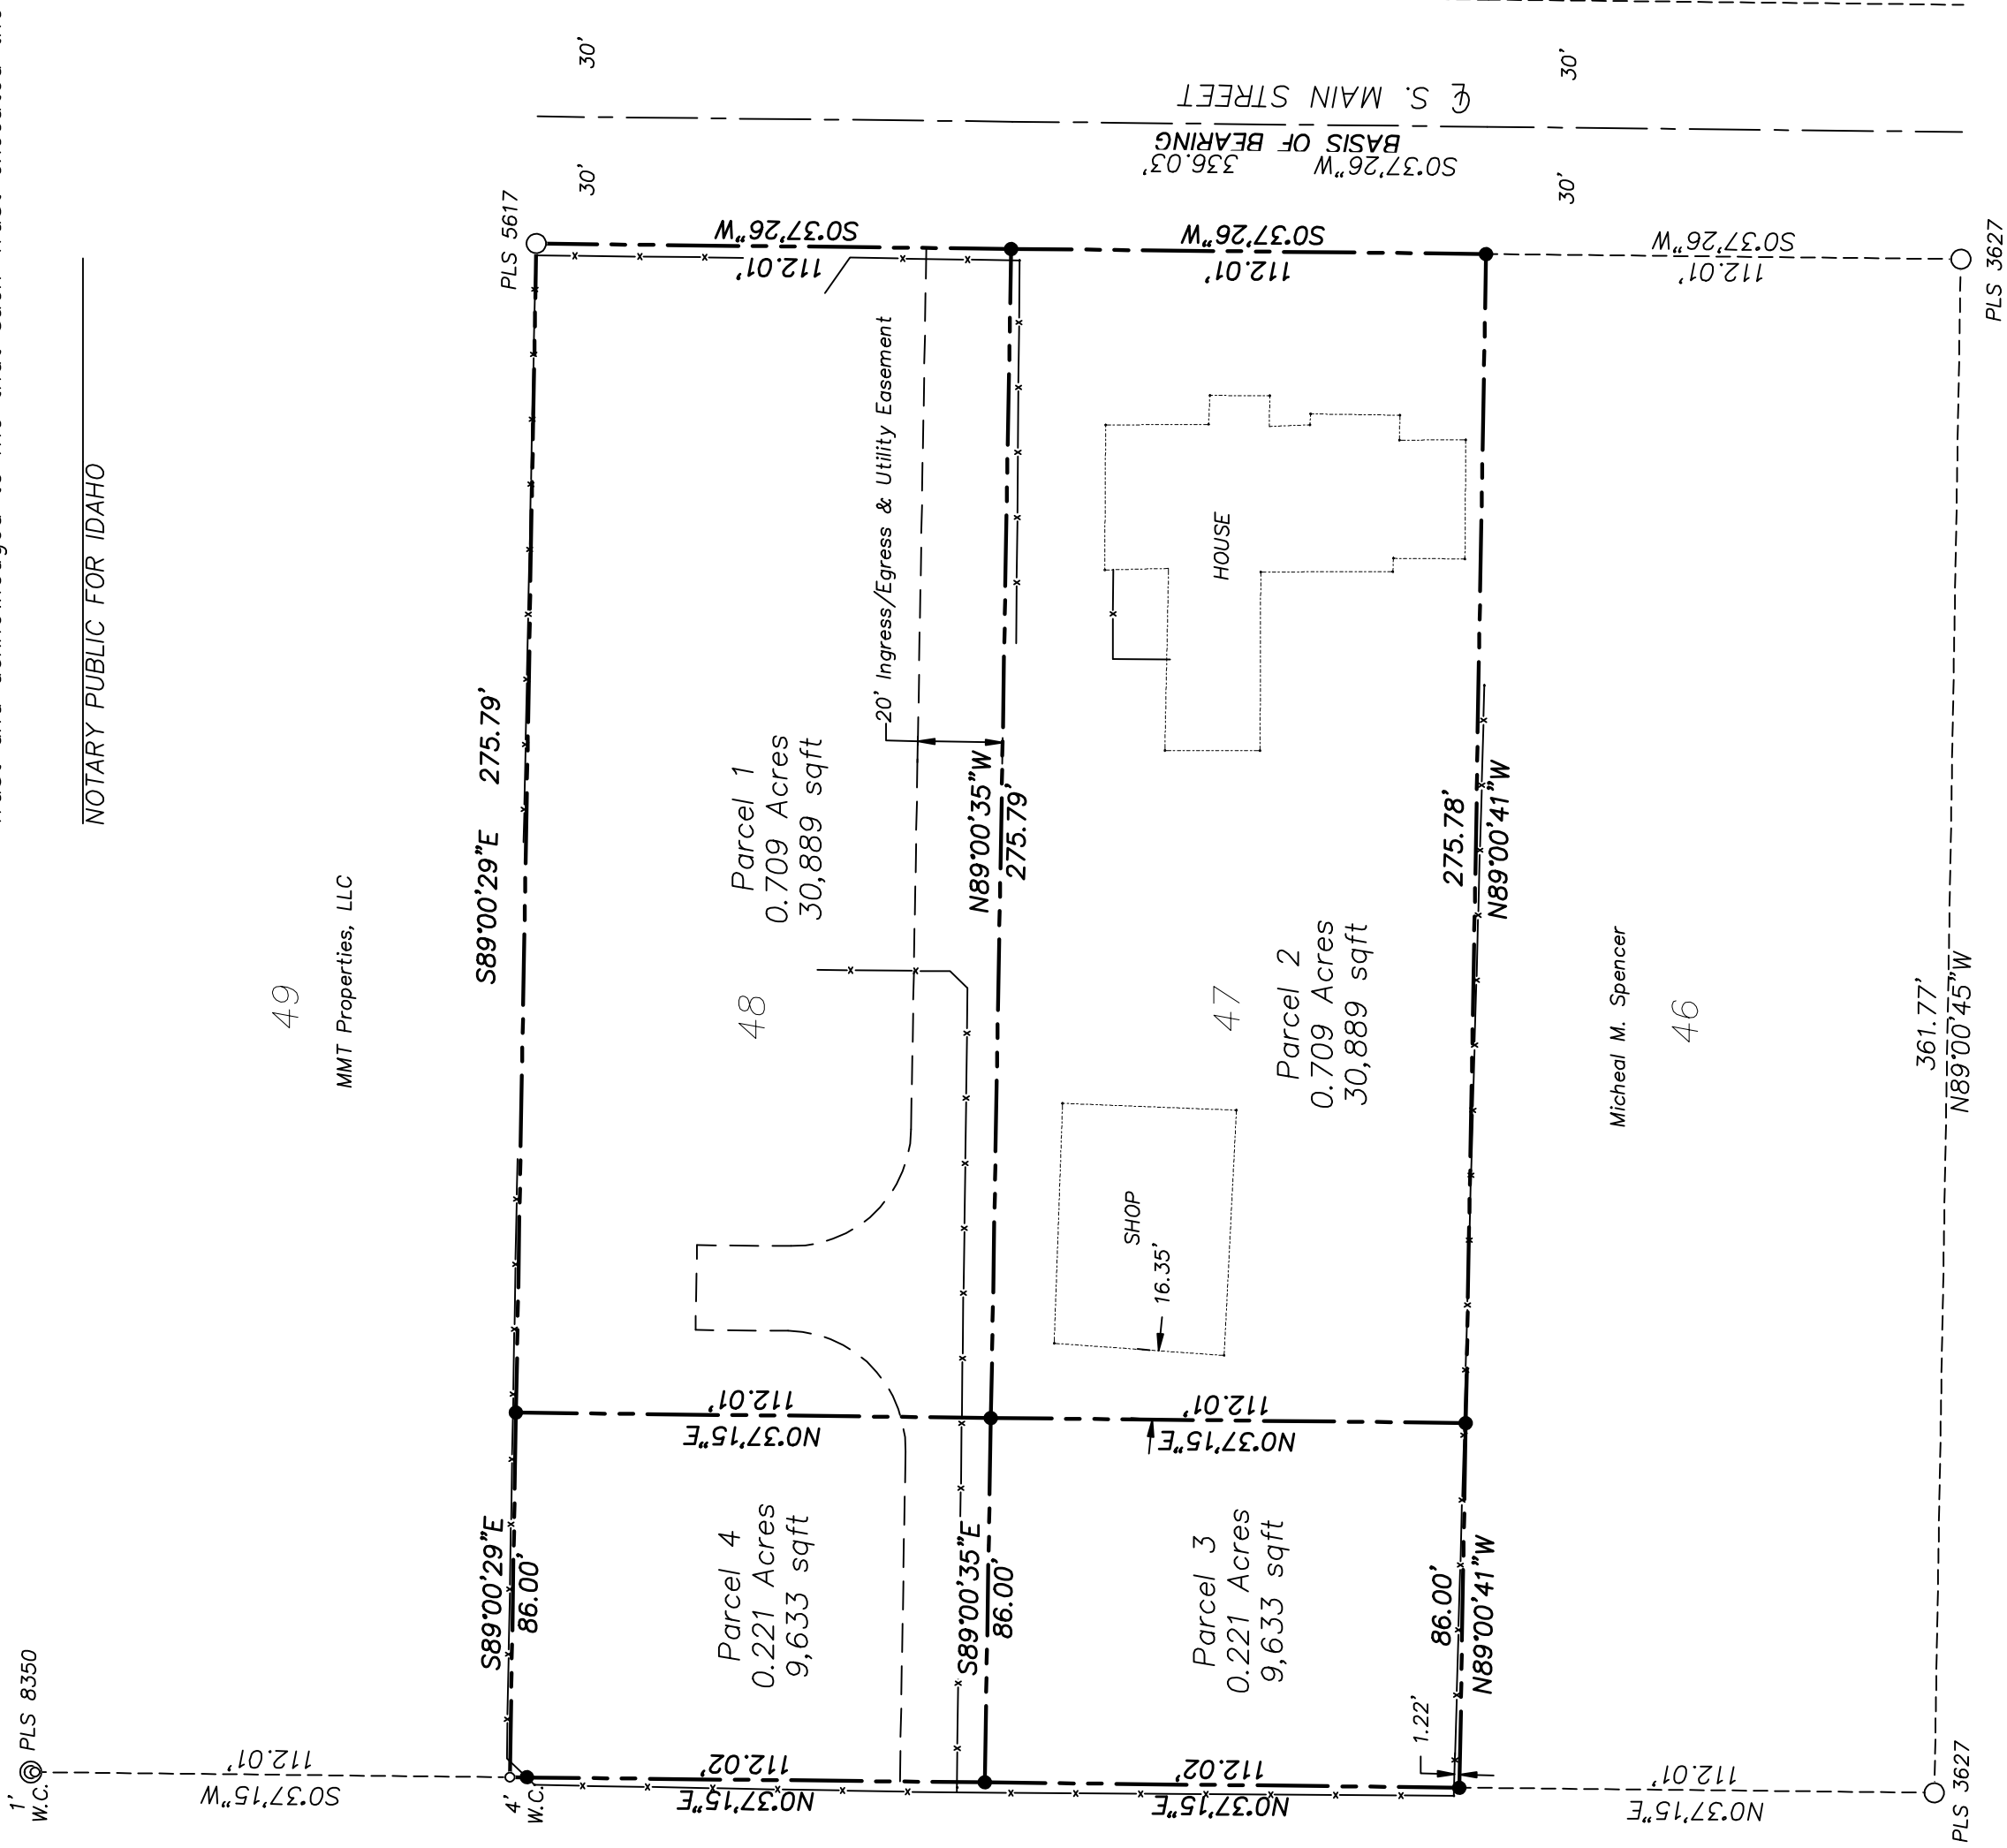 NOTARY PUBLIC FOR IDAHO
30'
30'
℄ S. MAIN STREET
BASIS OF BEARING
S0°37'26"W 336.03'
30'
30'
PLS 5617
S0°37'26"W
112.01'
S0°37'26"W
112.01'
S0°37'26"W
112.01'
PLS 3627
20' Ingress/Egress & Utility Easement
HOUSE
S89°00'29"E 275.79'
Parcel 1
0.709 Acres
30,889 sqft
N89°00'35"W
275.79'
275.78'
N89°00'41"W
49
MMT Properties, LLC
48
47
Parcel 2
0.709 Acres
30,889 sqft
Micheal M. Spencer
46
361.77'
N89°00'45"W
SHOP
16.35'
112.01'
N0°37'15"E
112.01'
N0°37'15"E
S89°00'29"E
86.00'
Parcel 4
0.221 Acres
9,633 sqft
S89°00'35"E
86.00'
Parcel 3
0.221 Acres
9,633 sqft
86.00'
N89°00'41"W
1.22'
1'
W.C.
PLS 8350
112.01'
S0°37'15"W
4'
W.C.
112.02'
N0°37'15"E
112.02'
N0°37'15"E
112.01'
N0°37'15"E
PLS 3627